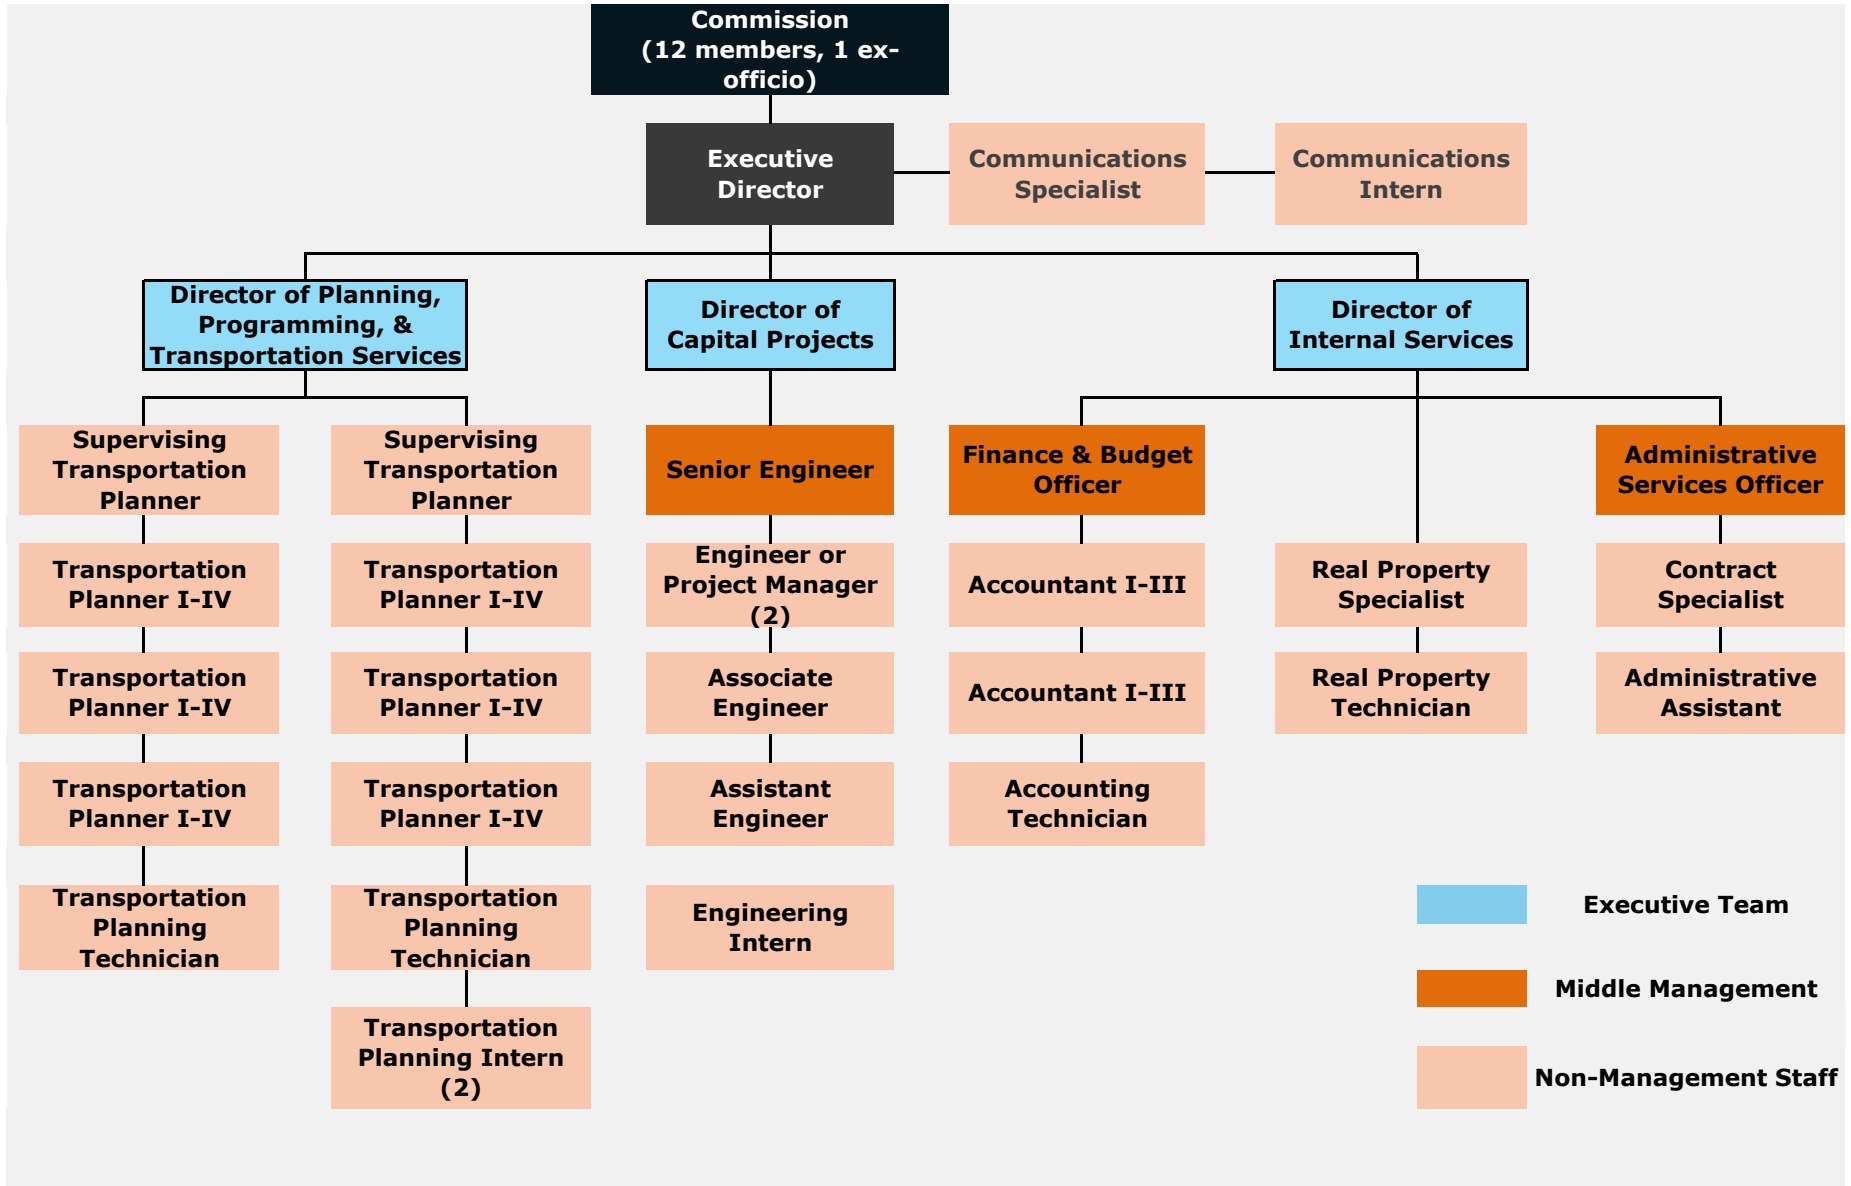 Commission
(12 members, 1 ex-
officio)
Executive
Director
Communications
Specialist
Communications
Intern
Director of Planning,
Programming, &
Transportation Services
Director of
Capital Projects
Director of
Internal Services
Supervising
Transportation
Planner
Supervising
Transportation
Planner
Senior Engineer
Finance & Budget
Officer
Administrative
Services Officer
Transportation
Planner I-IV
Transportation
Planner I-IV
Engineer or
Project Manager
(2)
Accountant I-III
Real Property
Specialist
Contract
Specialist
Transportation
Planner I-IV
Transportation
Planner I-IV
Associate
Engineer
Accountant I-III
Real Property
Technician
Administrative
Assistant
Transportation
Planner I-IV
Transportation
Planner I-IV
Assistant
Engineer
Accounting
Technician
Transportation
Planning
Technician
Transportation
Planning
Technician
Engineering
Intern
Transportation
Planning Intern
(2)
Executive Team
Middle Management
Non-Management Staff